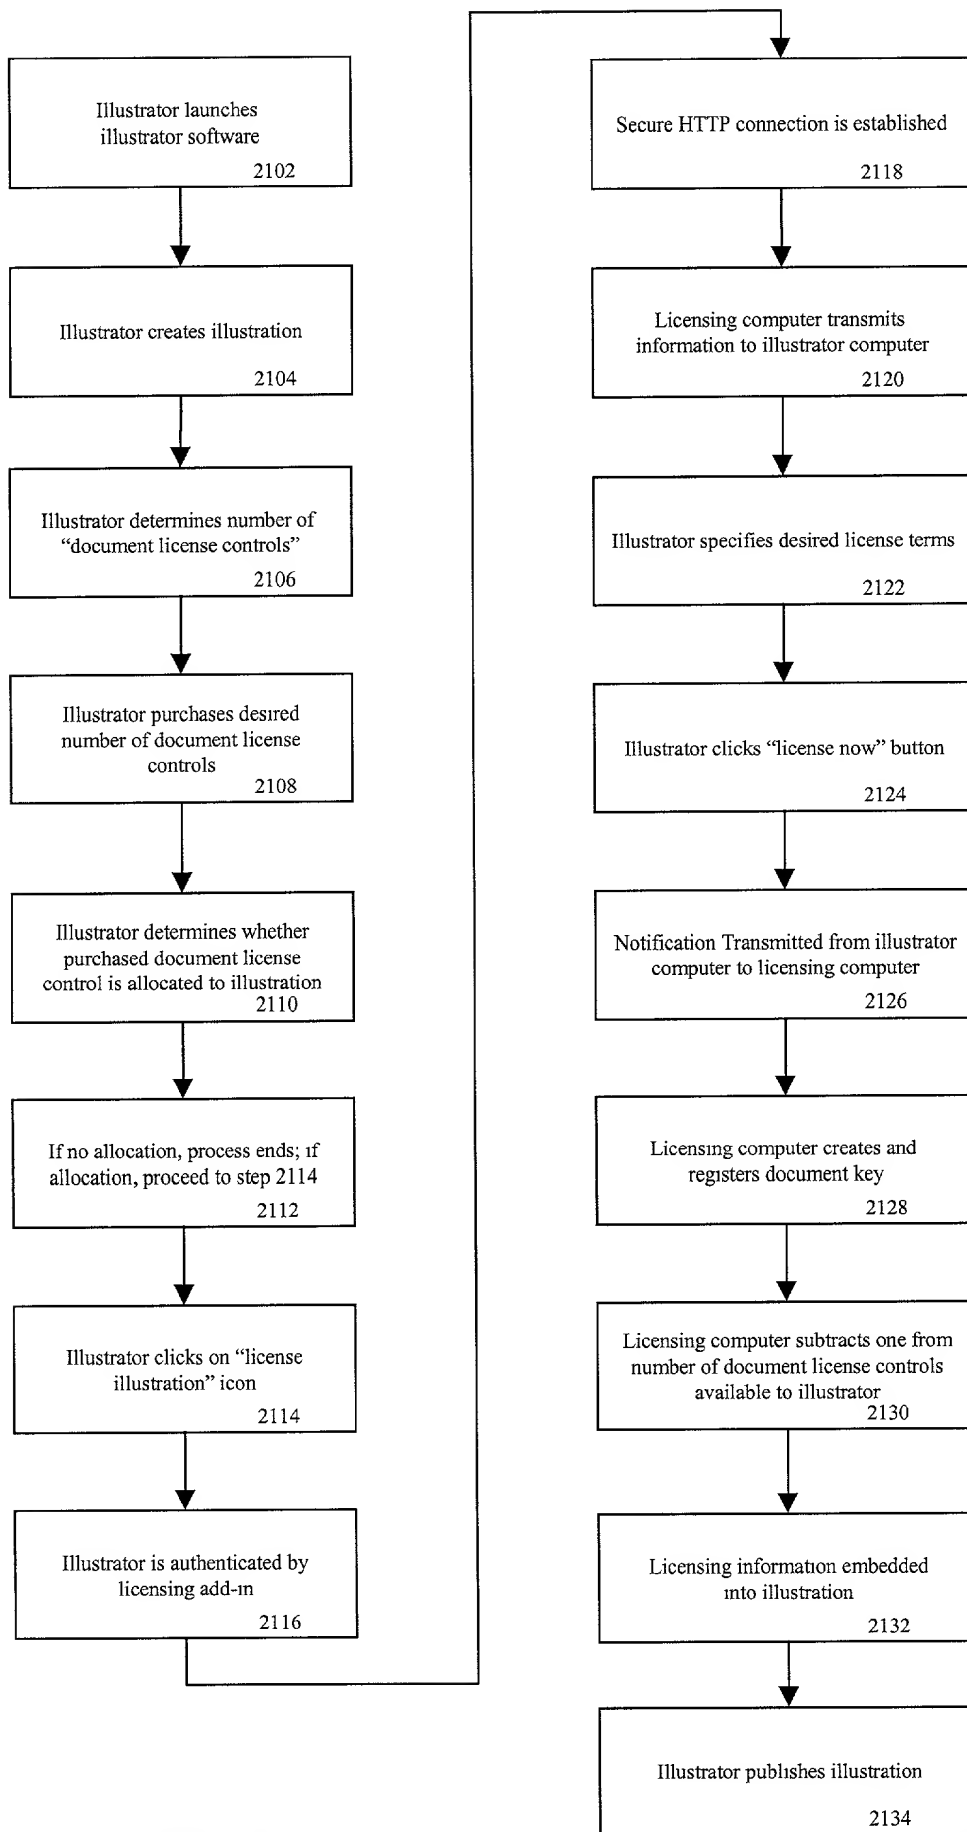 Illustrator launches
illustrator software
2102
Illustrator creates illustration
2104
Illustrator determines number of
“document license controls”
2106
Illustrator purchases desired
number of document license
controls
2108
Illustrator determines whether
purchased document license
control is allocated to illustration
2110
If no allocation, process ends; if
allocation, proceed to step 2114
2112
Illustrator clicks on “license
illustration” icon
2114
Illustrator is authenticated by
licensing add-in
2116
Secure HTTP connection is established
2118
Licensing computer transmits
information to illustrator computer
2120
Illustrator specifies desired license terms
2122
Illustrator clicks “license now” button
2124
Notification Transmitted from illustrator
computer to licensing computer
2126
Licensing computer creates and
registers document key
2128
Licensing computer subtracts one from
number of document license controls
available to illustrator
2130
Licensing information embedded
into illustration
2132
Illustrator publishes illustration
2134